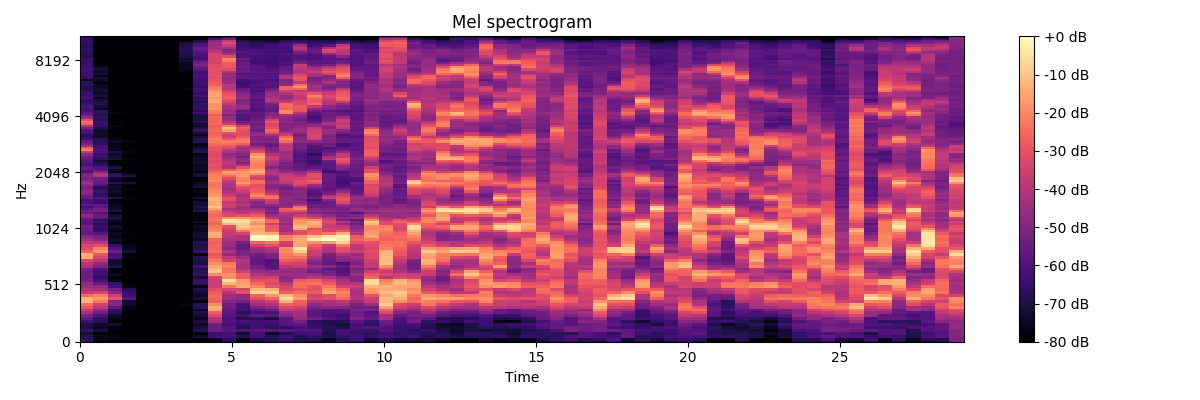 Mel spectrogram
Hz
8192
4096
2048
1024
512
0
0 5 10 15 20 25
Time
+0 dB
-10 dB
-20 dB
-30 dB
-40 dB
-50 dB
-60 dB
-70 dB
-80 dB